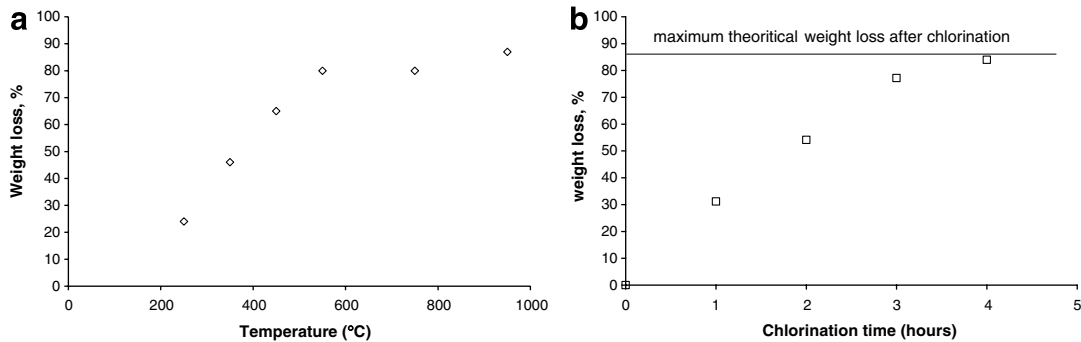 a
100
90
80
70
60
50
40
30
20
10
0
Weight loss, %
0 200 400 600 800 1000
Temperature (°C)
b
maximum theoritical weight loss after chlorination
100
90
80
70
60
50
40
30
20
10
0
weight loss, %
0 1 2 3 4 5
Chlorination time (hours)